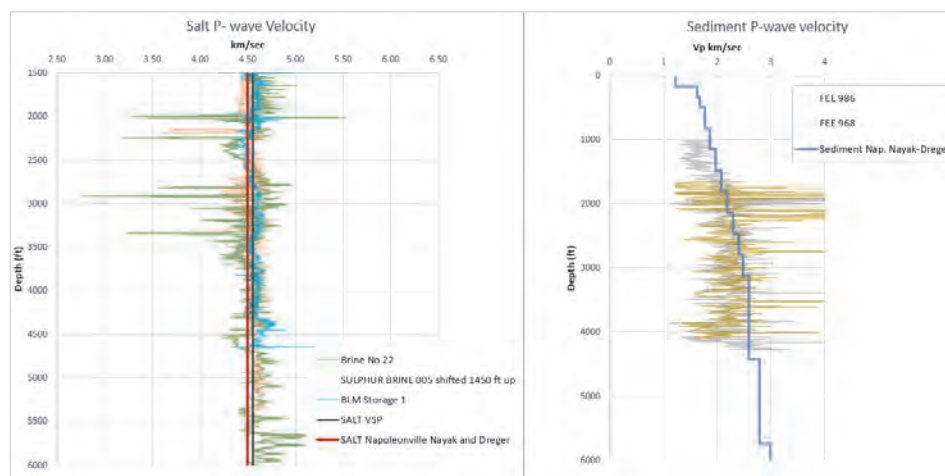 Salt P- wave Velocity
km/sec
2.50 3.00 3.50 4.00 4.50 5.00 5.50 6.00 6.50
1500
2000
2500
3000
3500
4000
4500
5000
5500
6000
Depth (ft)
Brine No 22
SULPHUR BRINE 005 shifted 1450 ft up
BLM Storage 1
SALT VSP
SALT Napoleonville Nayak and Dreger
Sediment P-wave velocity
Vp km/sec
0 1 2 3 4
0
1000
2000
3000
4000
5000
6000
Depth (ft)
FEE 986
FEE 968
Sediment Nap. Nayak-Dreger